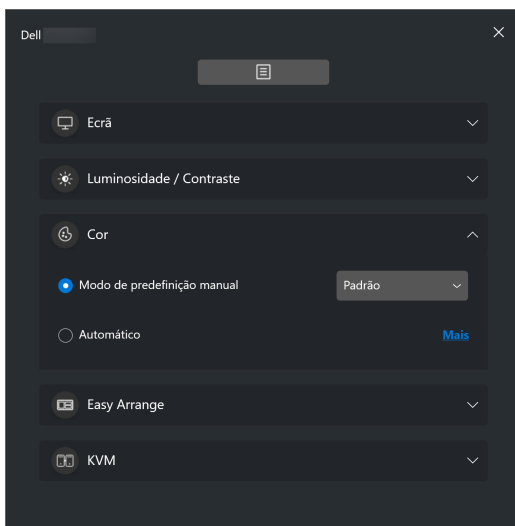 Dell
Ecrã
Luminosidade / Contraste
Cor
Modo de predefinição manual Padrão
Automático Mais
Easy Arrange
KVM